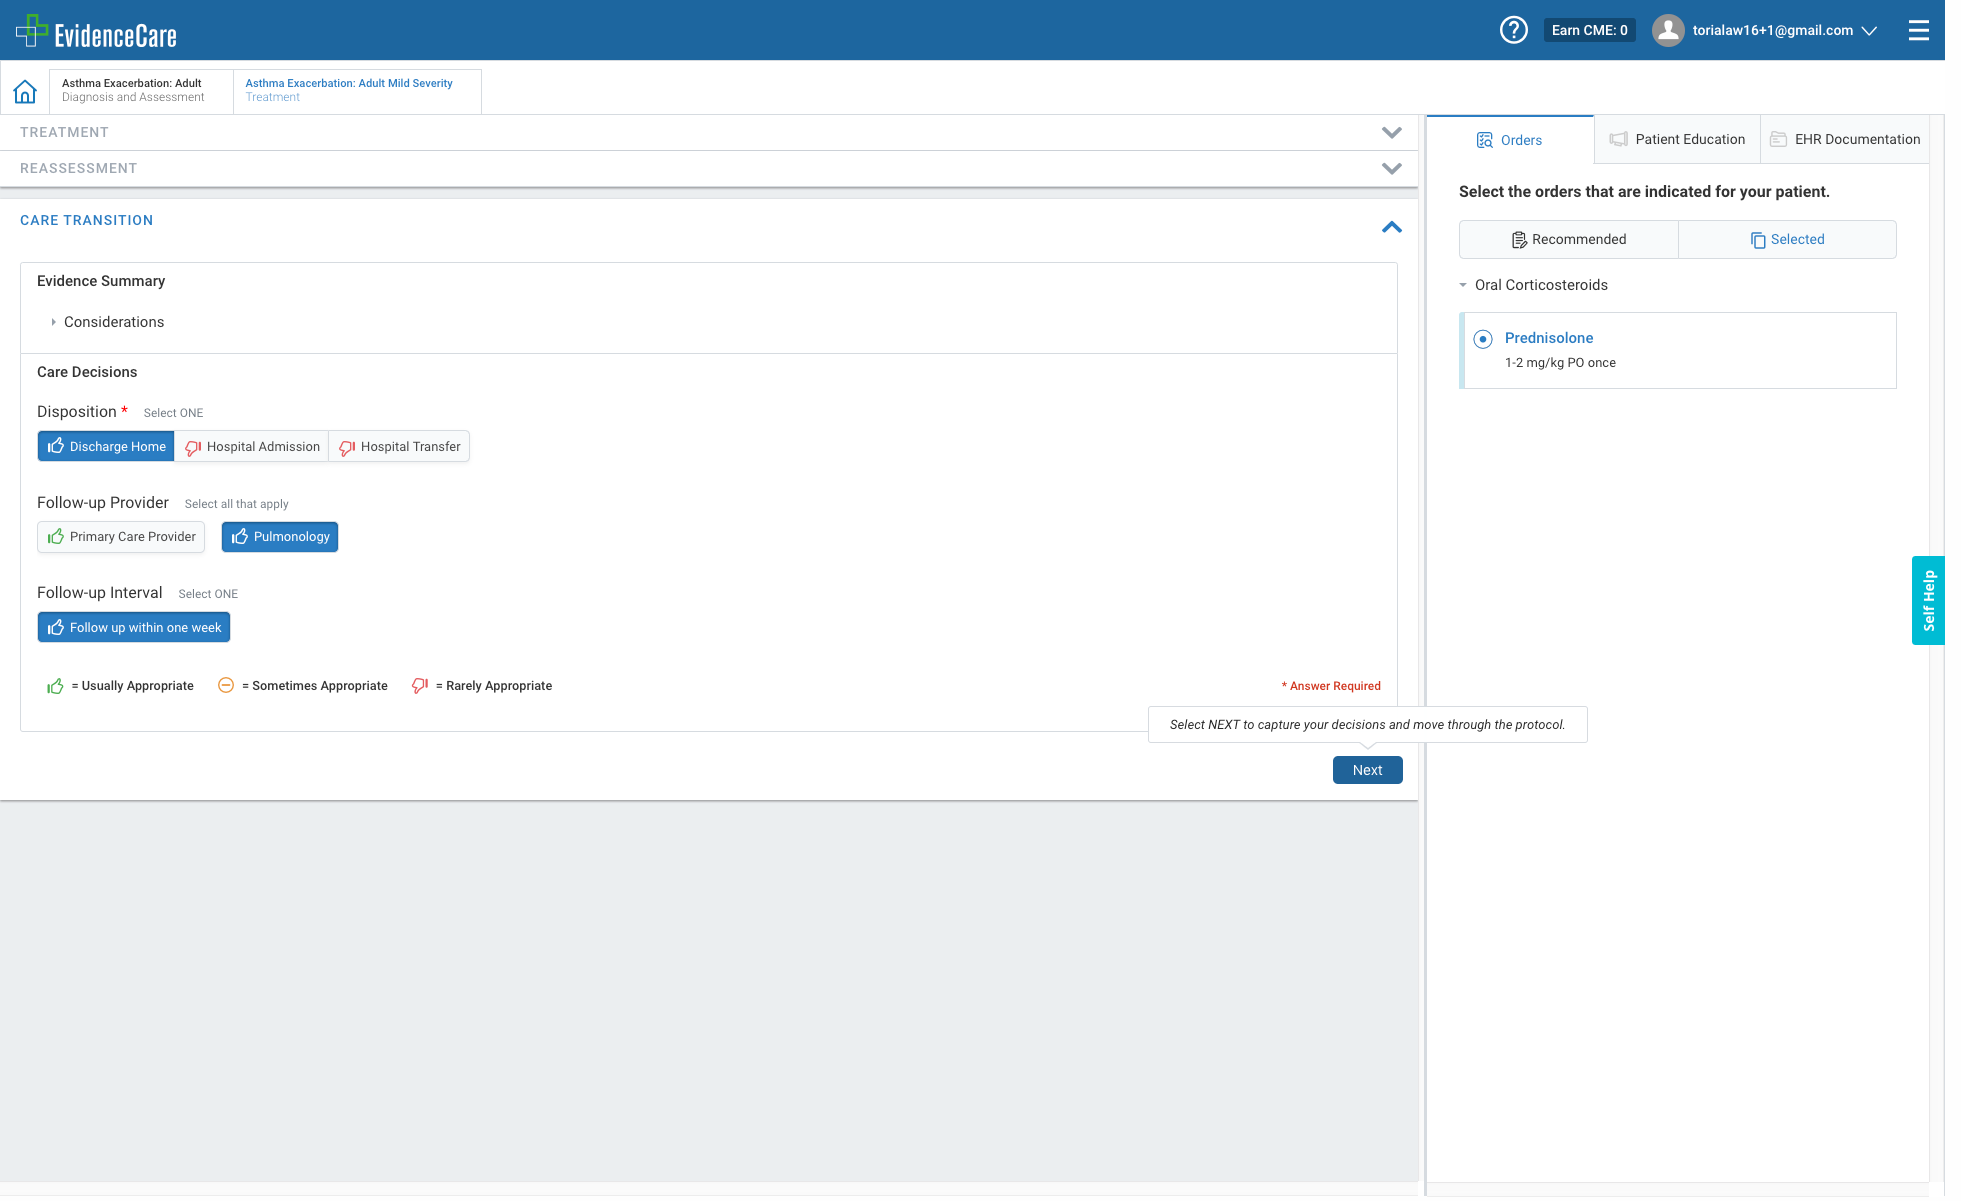 EvidenceCare
Earn CME: 0
torialaw16+1@gmail.com
Asthma Exacerbation: Adult
Diagnosis and Assessment
Asthma Exacerbation: Adult Mild Severity
Treatment
TREATMENT
REASSESSMENT
CARE TRANSITION
Evidence Summary
Considerations
Care Decisions
Disposition * Select ONE
Discharge Home Hospital Admission Hospital Transfer
Follow-up Provider Select all that apply
Primary Care Provider Pulmonology
Follow-up Interval Select ONE
Follow up within one week
= Usually Appropriate = Sometimes Appropriate = Rarely Appropriate * Answer Required
Select NEXT to capture your decisions and move through the protocol.
Next
Orders Patient Education EHR Documentation
Select the orders that are indicated for your patient.
Recommended Selected
Oral Corticosteroids
Prednisolone
1-2 mg/kg PO once
Self Help